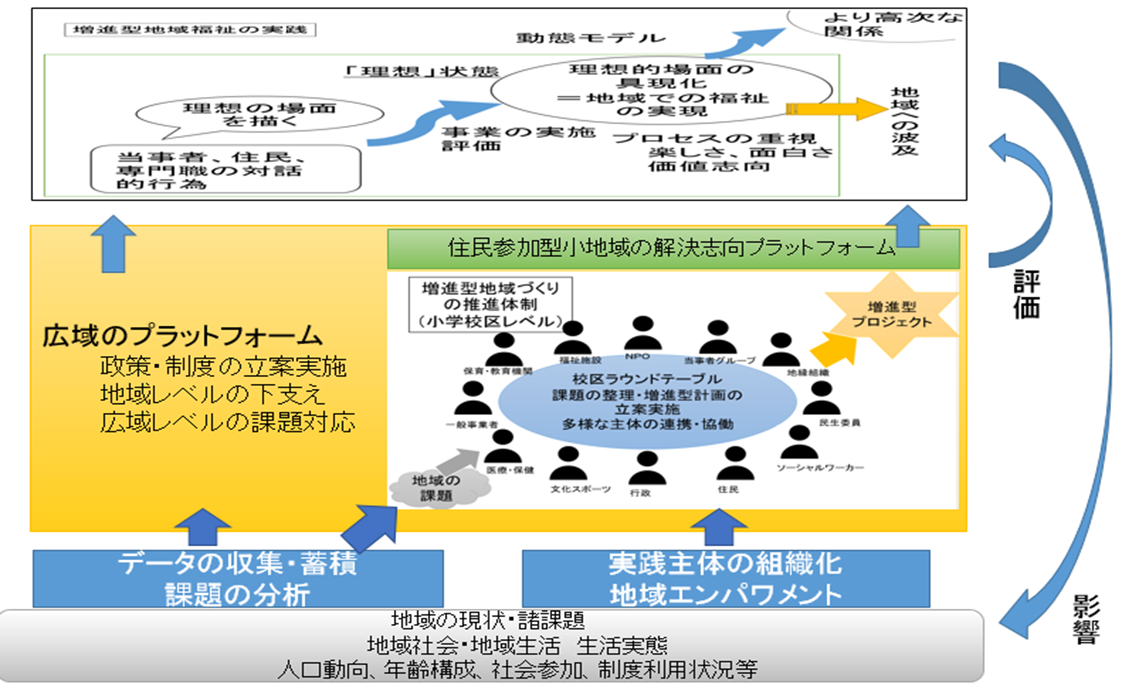 増進型地域福祉の実践
動態モデル
より高次な
関係
「理想」状態
理想的場面の
具現化
＝地域での福祉
の実現
理想の場面
を描く
事業の実施
評価
プロセスの重視
楽しさ、面白さ
価値志向
地域への波及
当事者、住民、
専門職の対話
的行為
住民参加型小地域の解決志向プラットフォーム
広域のプラットフォーム
政策・制度の立案実施
地域レベルの下支え
広域レベルの課題対応
増進型地域づくり
の推進体制
（小学校区レベル）
増進型
プロジェクト
保育・教育機関
福祉施設
NPO
当事者グループ
地縁組織
一般事業者
民生委員
校区ラウンドテーブル
課題の整理・増進型計画の
立案実施
多様な主体の連携・協働
医療・保健
文化スポーツ
行政
住民
ソーシャルワーカー
地域の
課題
評価
データの収集・蓄積
課題の分析
実践主体の組織化
地域エンパワメント
影響
地域の現状・諸課題
地域社会・地域生活　生活実態
人口動向、年齢構成、社会参加、制度利用状況等